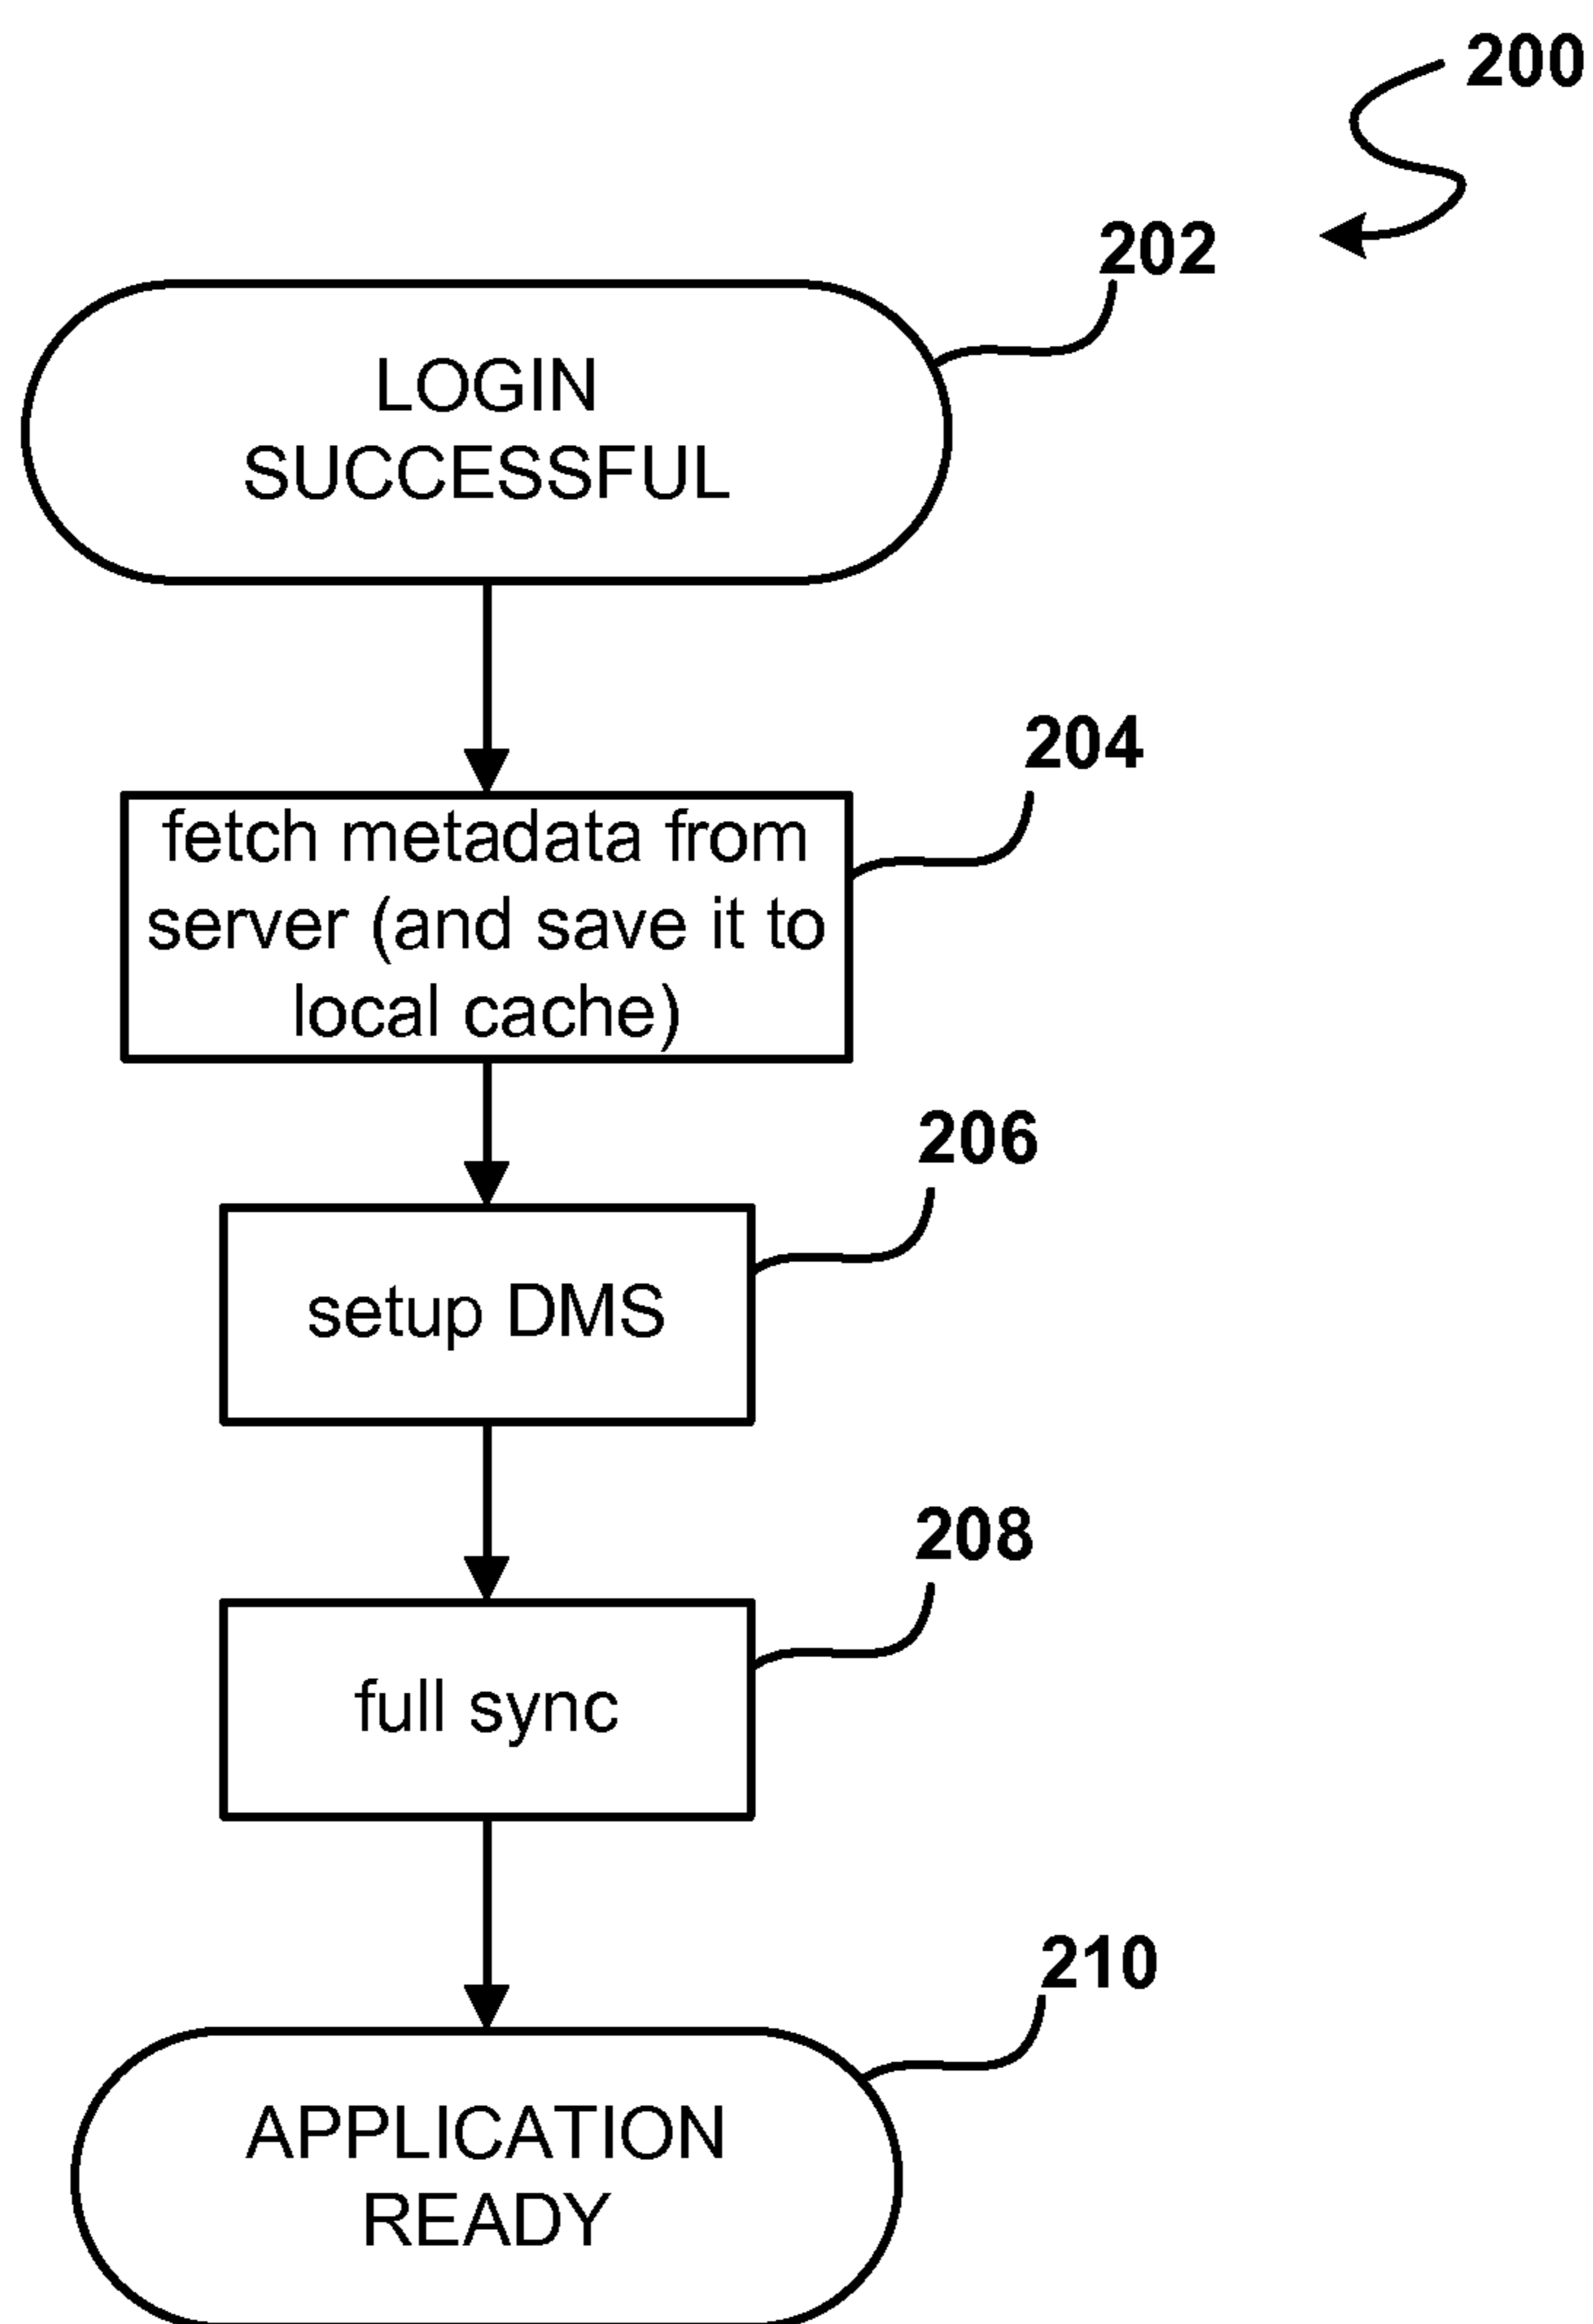 200
202
LOGIN
SUCCESSFUL
204
fetch metadata from
server (and save it to
local cache)
206
setup DMS
208
full sync
210
APPLICATION
READY